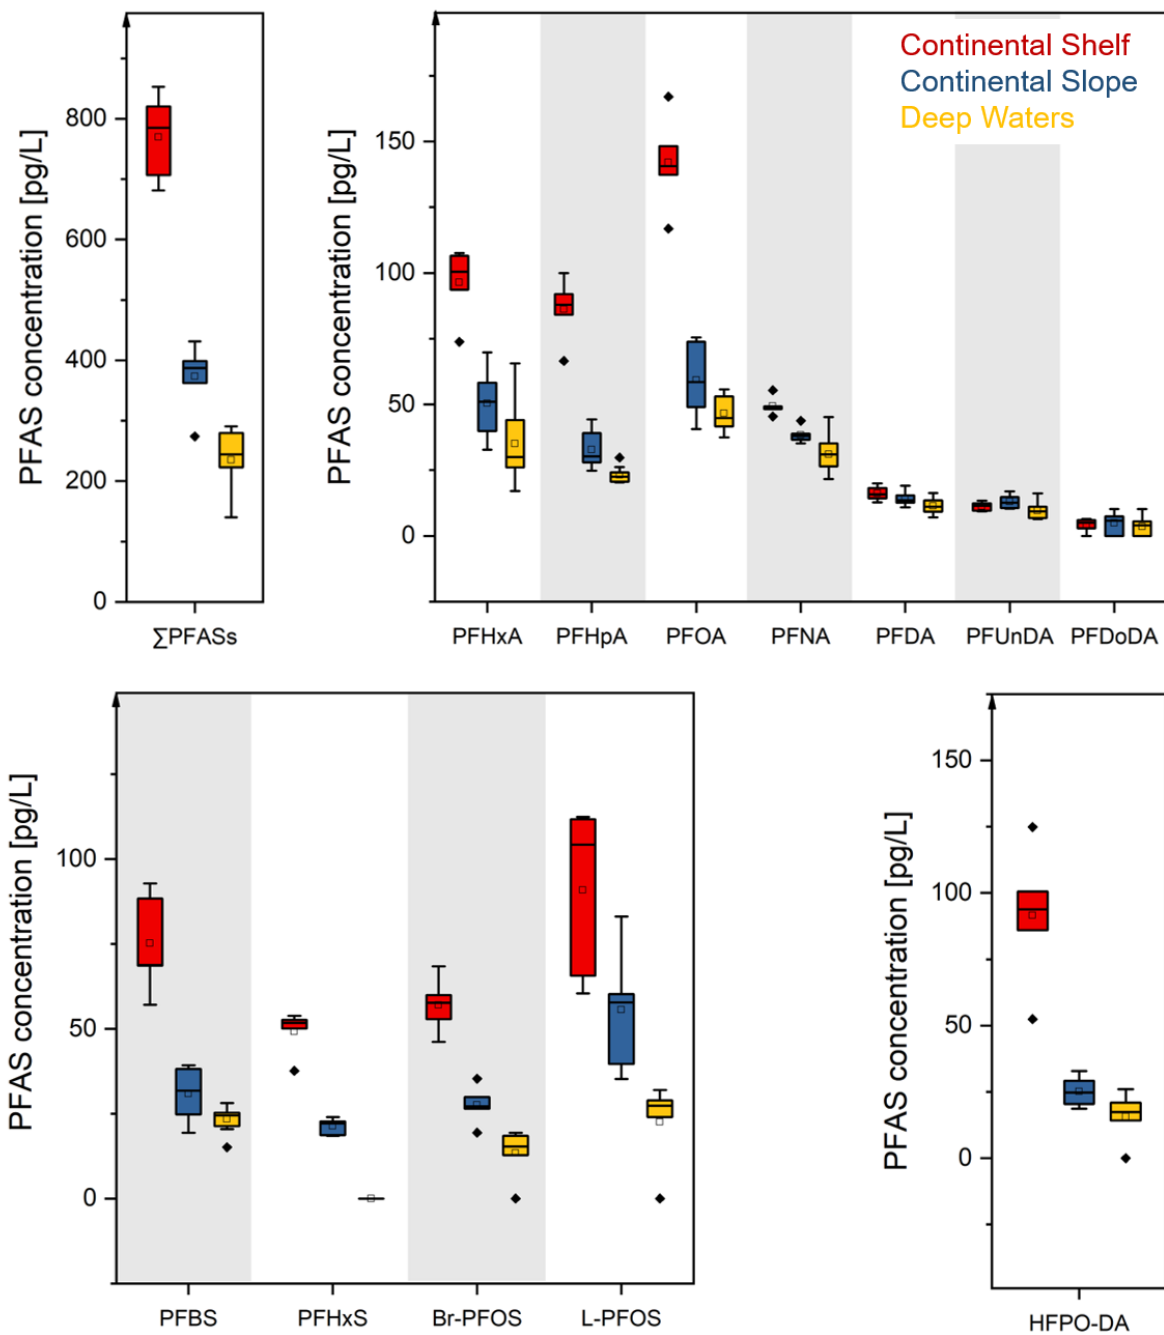 PFAS concentration [pg/L]
800
600
400
200
0
∑PFASs
PFAS concentration [pg/L]
150
100
50
0
Continental Shelf
Continental Slope
Deep Waters
PFHxA PFHpA PFOA PFNA PFDA PFUnDA PFDoDA
PFAS concentration [pg/L]
100
50
0
PFBS PFHxS Br-PFOS L-PFOS
PFAS concentration [pg/L]
150
100
50
0
HFPO-DA